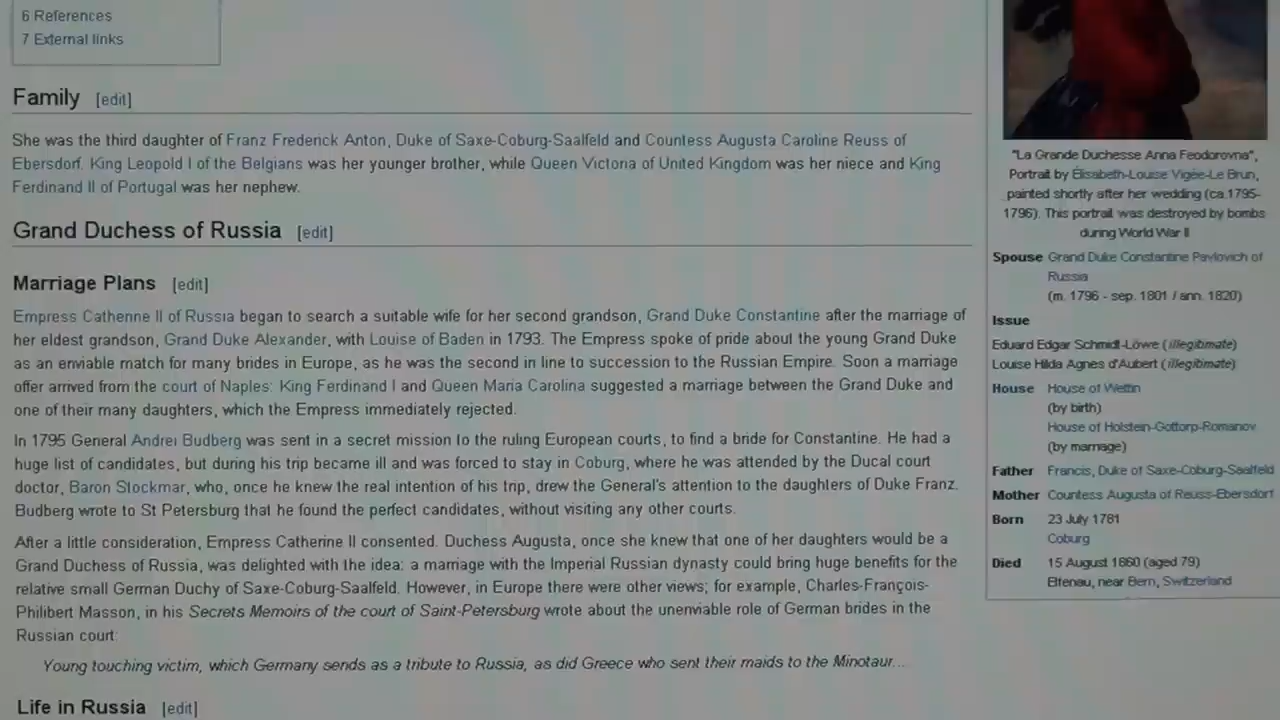 6 References
7 External links
Family [edit]
She was the third daughter of Franz Frederick Anton, Duke of Saxe-Coburg-Saalfeld and Countess Augusta Caroline Reuss of
Ebersdorf. King Leopold I of the Belgians was her younger brother, while Queen Victoria of United Kingdom was her niece and King
Ferdinand II of Portugal was her nephew.
Grand Duchess of Russia [edit]
Marriage Plans [edit]
Empress Catherine II of Russia began to search a suitable wife for her second grandson, Grand Duke Constantine after the marriage of
her eldest grandson, Grand Duke Alexander, with Louise of Baden in 1793. The Empress spoke of pride about the young Grand Duke
as an enviable match for many brides in Europe, as he was the second in line to succession to the Russian Empire. Soon a marriage
offer arrived from the court of Naples: King Ferdinand I and Queen Maria Carolina suggested a marriage between the Grand Duke and
one of their many daughters, which the Empress immediately rejected.
In 1795 General Andrei Budberg was sent in a secret mission to the ruling European courts, to find a bride for Constantine. He had a
huge list of candidates, but during his trip became ill and was forced to stay in Coburg, where he was attended by the Ducal court
doctor, Baron Stockmar, who, once he knew the real intention of his trip, drew the General's attention to the daughters of Duke Franz.
Budberg wrote to St Petersburg that he found the perfect candidates, without visiting any other courts.
After a little consideration, Empress Catherine II consented. Duchess Augusta, once she knew that one of her daughters would be a
Grand Duchess of Russia, was delighted with the idea: a marriage with the Imperial Russian dynasty could bring huge benefits for the
relative small German Duchy of Saxe-Coburg-Saalfeld. However, in Europe there were other views; for example, Charles-François-
Philibert Masson, in his Secrets Memoirs of the court of Saint-Petersburg wrote about the unenviable role of German brides in the
Russian court:
Young touching victim, which Germany sends as a tribute to Russia, as did Greece who sent their maids to the Minotaur....
Life in Russia [edit]
"La Grande Duchesse Anna Feodorovna",
Portrait by Élisabeth-Louise Vigée-Le Brun,
painted shortly after her wedding (ca.1795-
1796). This portrait was destroyed by bombs
during World War II
Spouse Grand Duke Constantine Pavlovich of
Russia
(m. 1796 - sep. 1801 / ann. 1820)
Issue
Eduard Edgar Schmidt-Löwe (illegitimate)
Louise Hilda Agnes d'Aubert (illegitimate)
House House of Wettin
(by birth)
House of Holstein-Gottorp-Romanov
(by marriage)
Father Francis, Duke of Saxe-Coburg-Saalfeld
Mother Countess Augusta of Reuss-Ebersdorf
Born 23 July 1781
Coburg
Died 15 August 1860 (aged 79)
Elfenau, near Bern, Switzerland